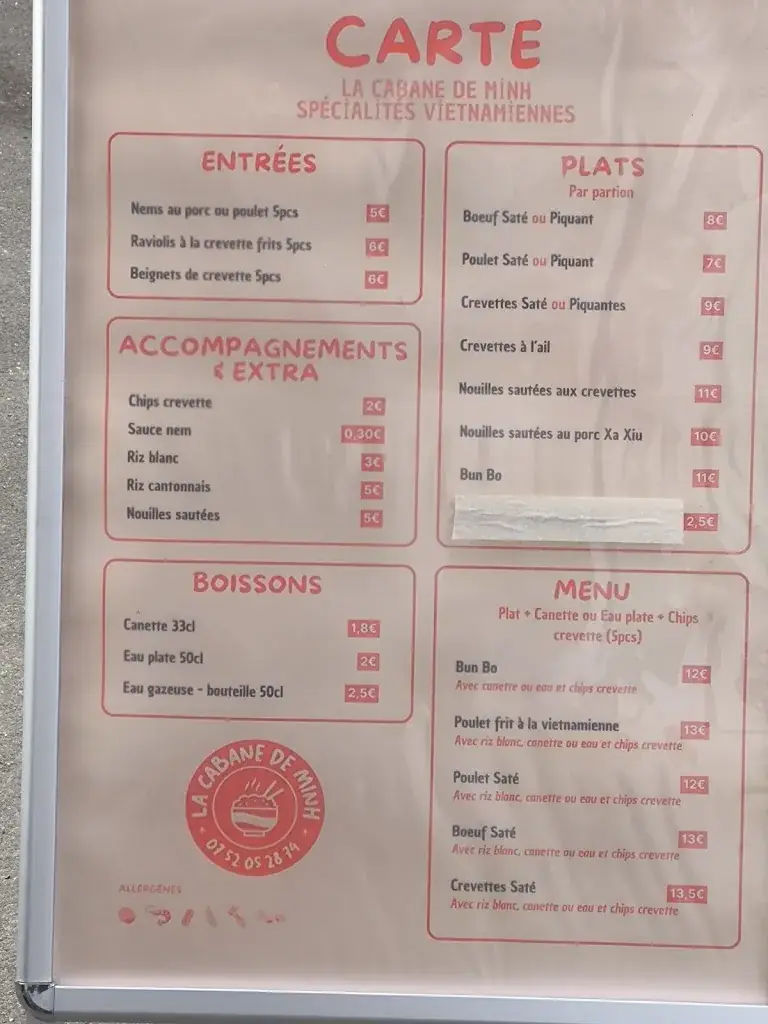 CARTE
LA CABANE DE MINH
SPÉCIALITÉS VIETNAMIENNES
ENTRÉES
Nems au porc ou poulet 5pcs 5€
Raviolis à la crevette frits 5pcs 6€
Beignets de crevette 5pcs 6€
ACCOMPAGNEMENTS
& EXTRA
Chips crevette 2€
Sauce nem 0,30€
Riz blanc 3€
Riz cantonnais 5€
Nouilles sautées 5€
BOISSONS
Canette 33cl 1,8€
Eau plate 50cl 2€
Eau gazeuse - bouteille 50cl 2,5€
LA CABANE DE MINH
07 52 05 28 74
ALLERGÈNES
PLATS
Par partion
Boeuf Saté ou Piquant 8€
Poulet Saté ou Piquant 7€
Crevettes Saté ou Piquantes 9€
Crevettes à l'ail 9€
Nouilles sautées aux crevettes 11€
Nouilles sautées au porc Xa Xiu 10€
Bun Bo 11€
2,5€
MENU
Plat + Canette ou Eau plate + Chips
crevette (5pcs)
Bun Bo 12€
Avec canette ou eau et chips crevette
Poulet frit à la vietnamienne 13€
Avec riz blanc, canette ou eau et chips crevette
Poulet Saté 12€
Avec riz blanc, canette ou eau et chips crevette
Boeuf Saté 13€
Avec riz blanc, canette ou eau et chips crevette
Crevettes Saté 13,5€
Avec riz blanc, canette ou eau et chips crevette